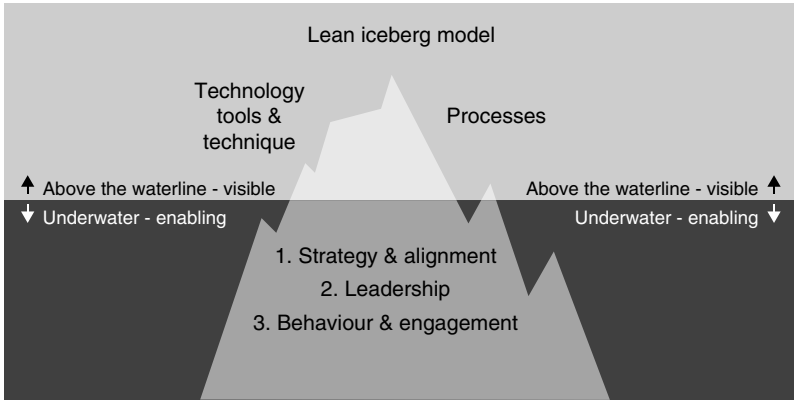 Lean iceberg model
Technology
tools &
technique
Processes
Above the waterline - visible
Above the waterline - visible
Underwater - enabling
Underwater - enabling
1. Strategy & alignment
2. Leadership
3. Behaviour & engagement